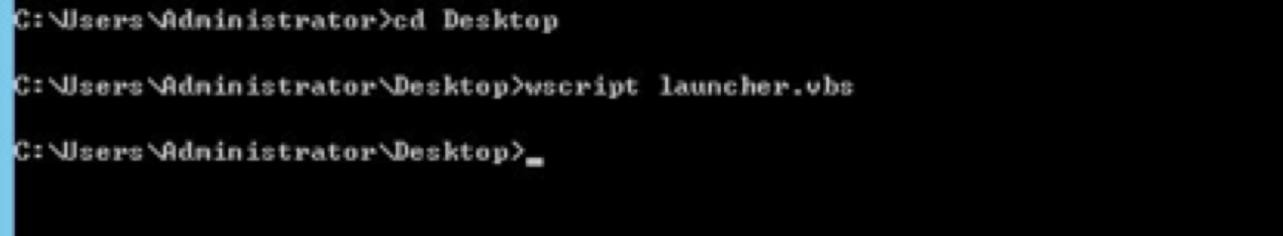 C:\Users\Administrator>cd Desktop
C:\Users\Administrator\Desktop>wscript launcher.vbs
C:\Users\Administrator\Desktop>_